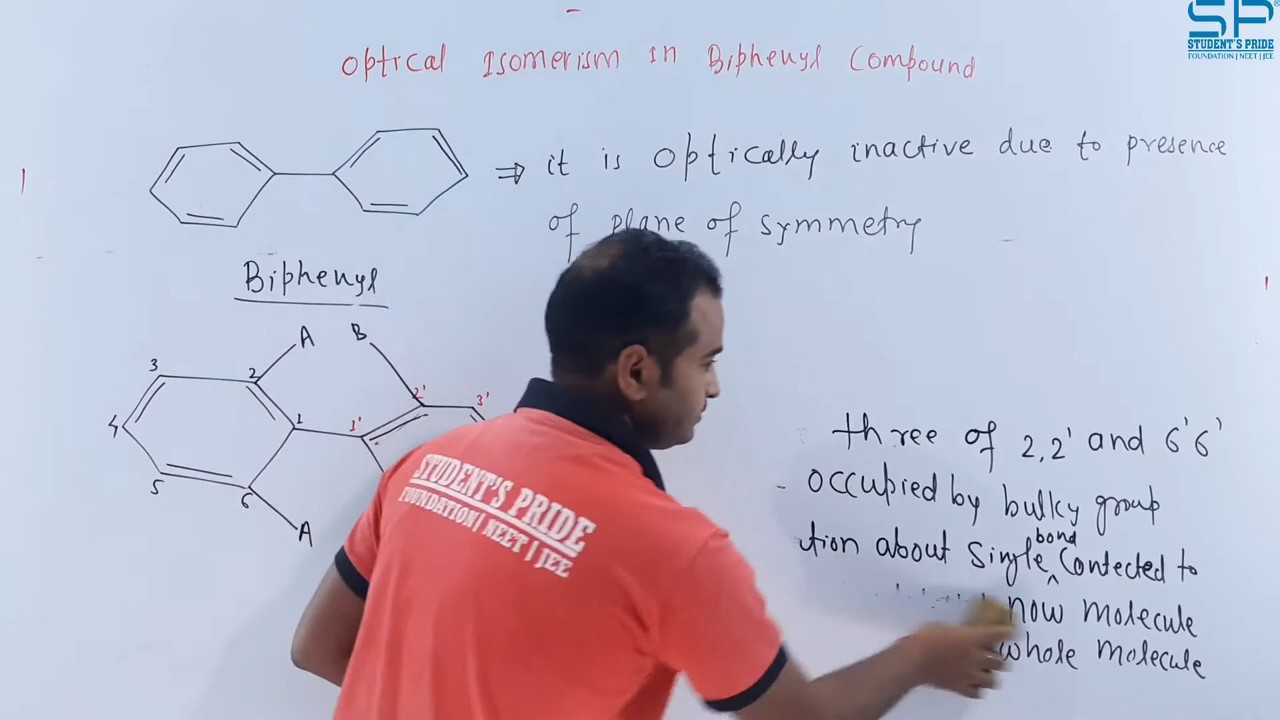 SP
STUDENT'S PRIDE
FOUNDATION | NEET | JEE
Optical Isomerism in Biphenyl Compound
⇒ it is optically inactive due to presence
of plane of symmetry
Biphenyl
A B
3 2 2' 3'
4 1 1'
5 6
A
STUDENT'S PRIDE
FOUNDATION | NEET | JEE
three of 2,2' and 6'6'
occupied by bulky group
tion about single bond Contected to
now molecule
whole molecule